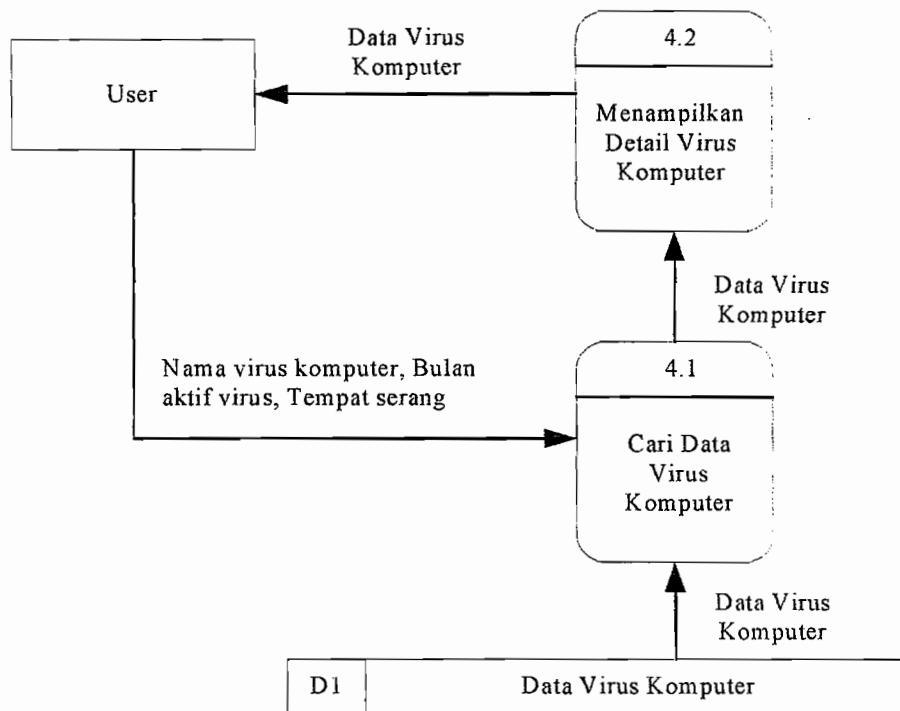 Data Virus
Komputer
4.2
User
Menampilkan
Detail Virus
Komputer
Data Virus
Komputer
Nama virus komputer, Bulan
aktif virus, Tempat serang
4.1
Cari Data
Virus
Komputer
Data Virus
Komputer
D1
Data Virus Komputer